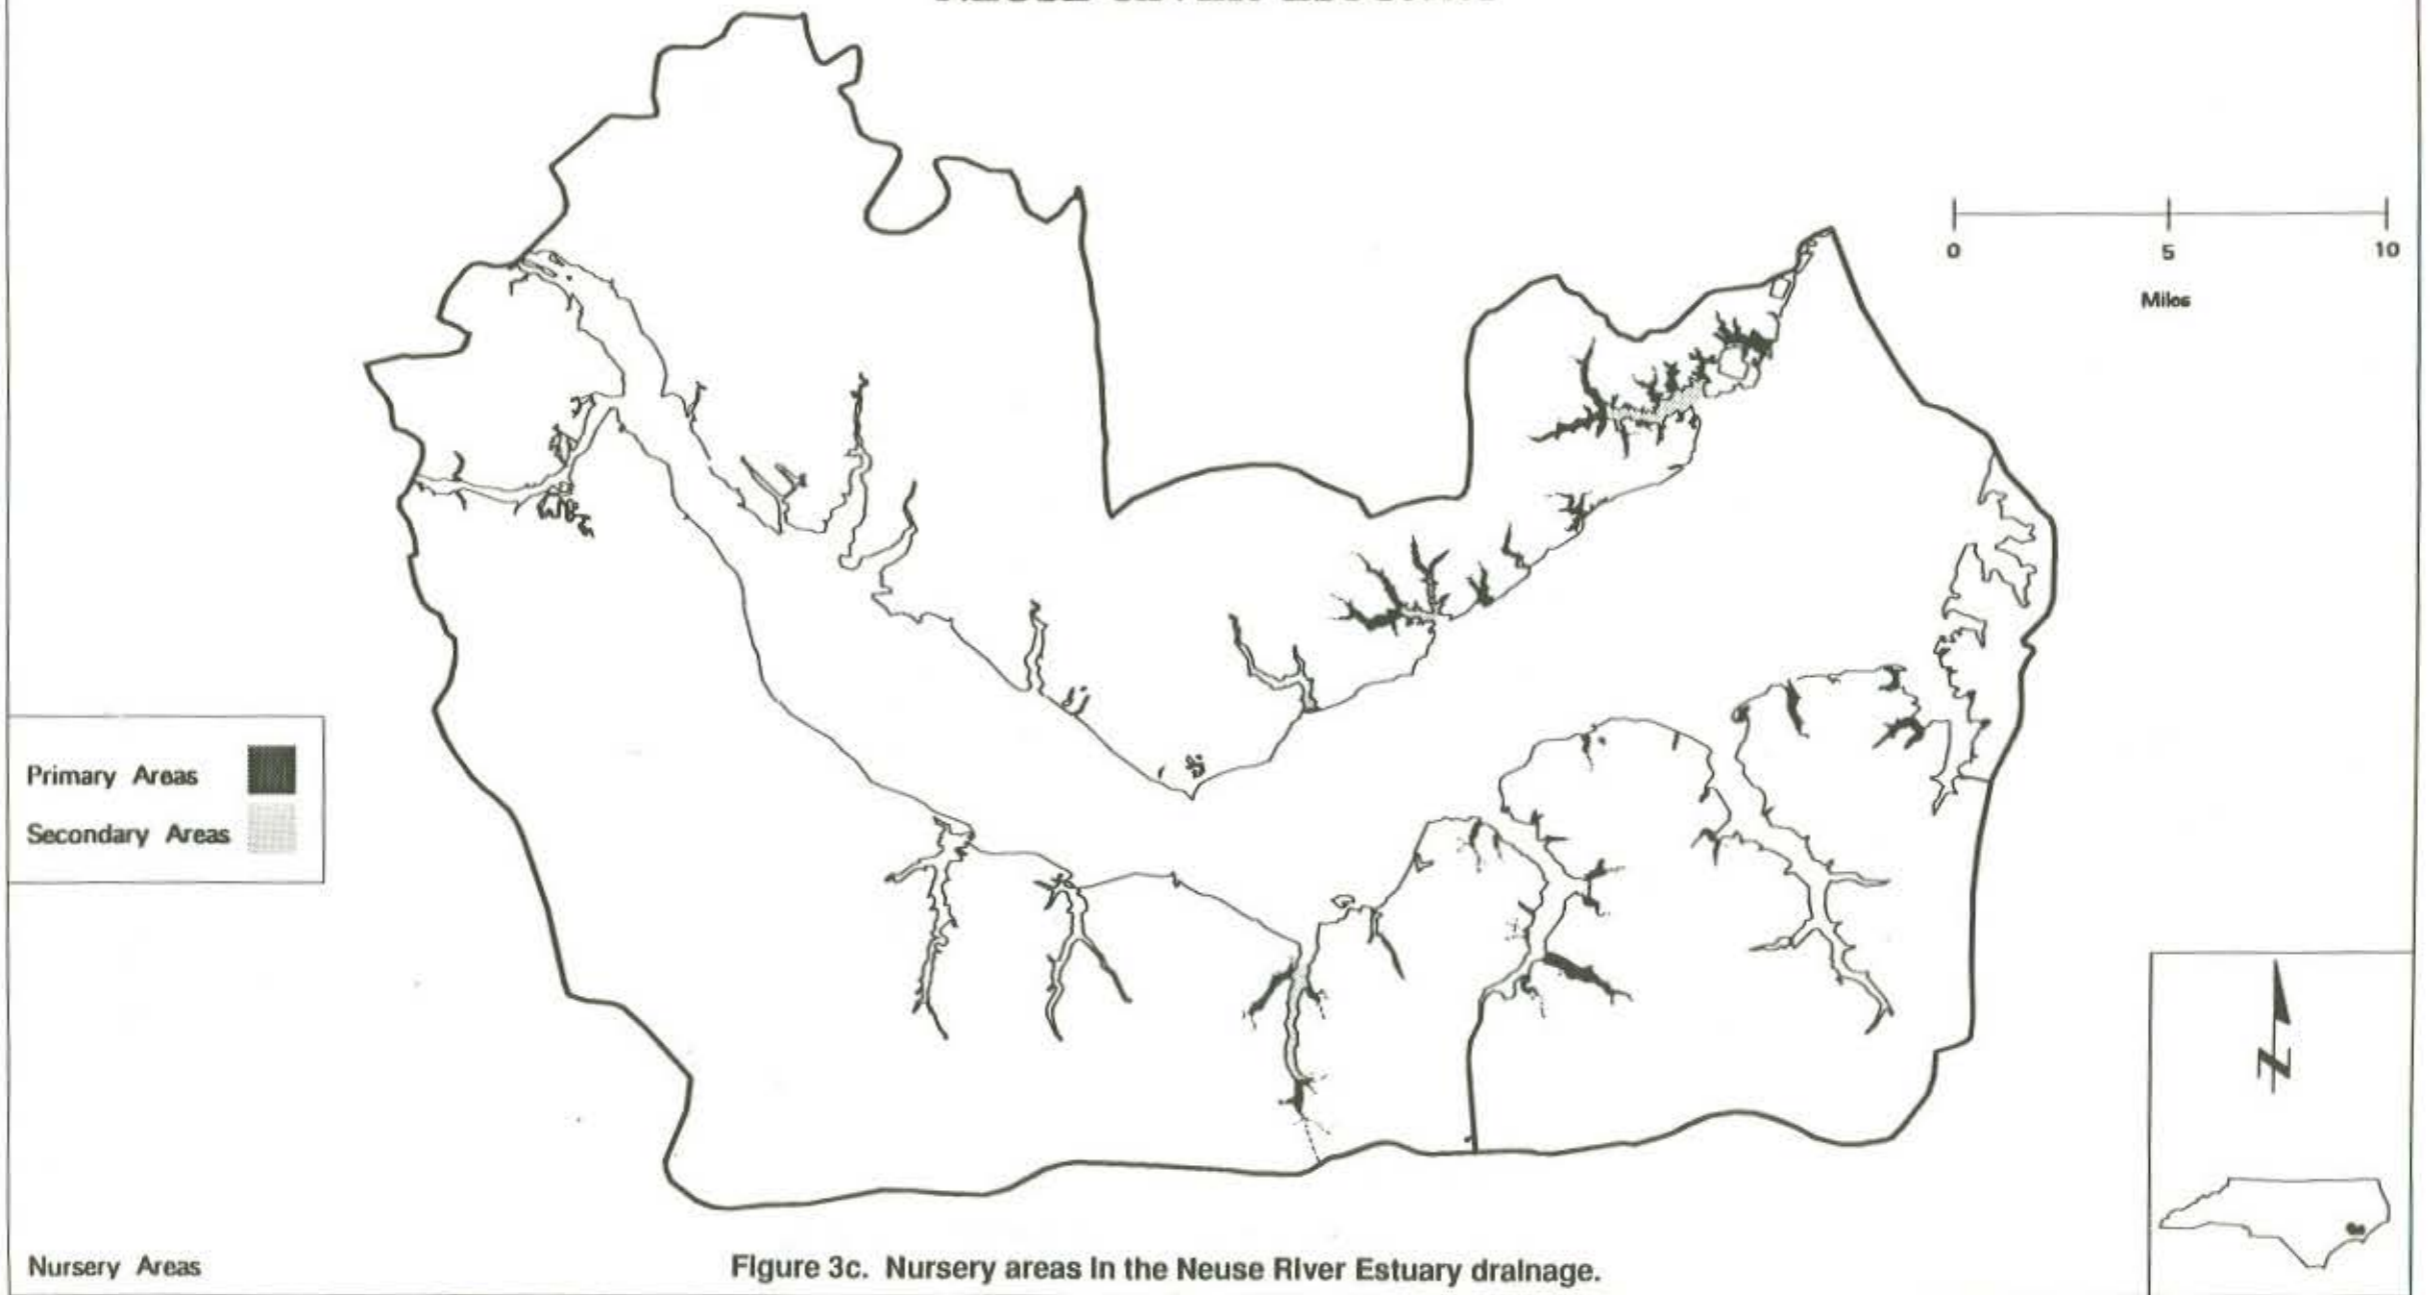 0 5 10
Miles
Primary Areas
Secondary Areas
N
Nursery Areas
Figure 3c. Nursery areas in the Neuse River Estuary drainage.